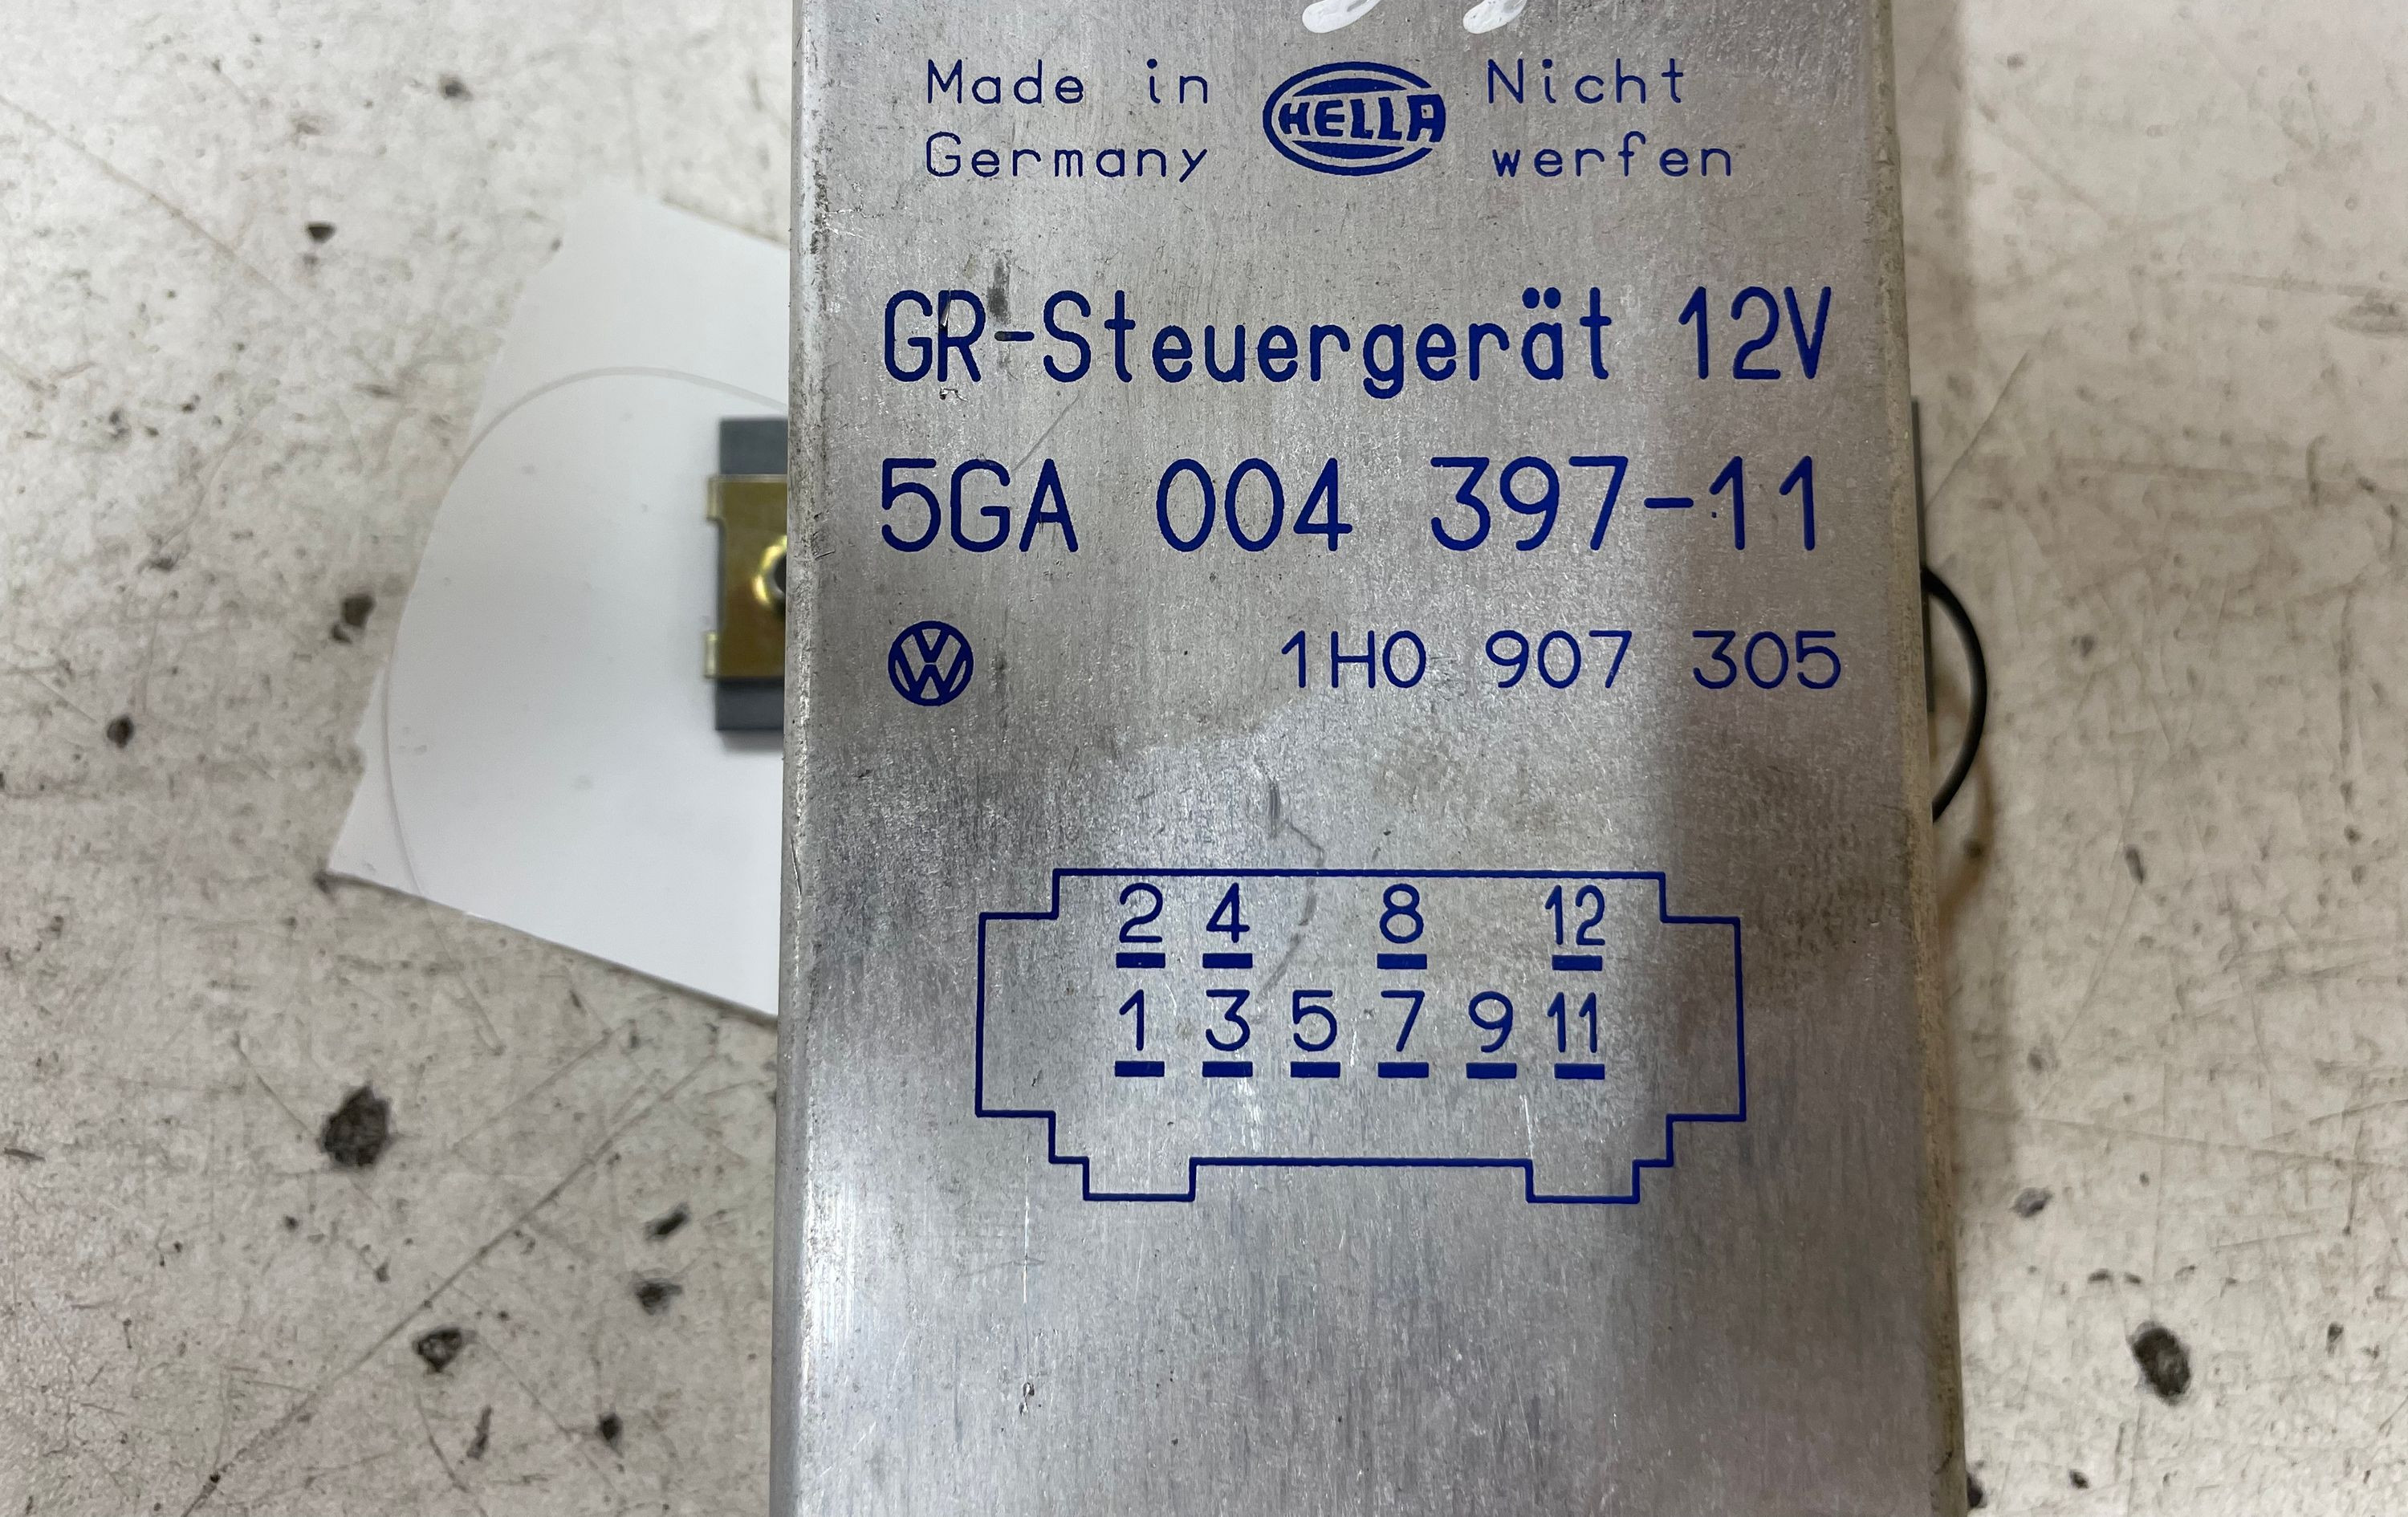 Made in HELLA Nicht
Germany werfen
GR-Steuergerät 12V
5GA 004 397-11
VW 1H0 907 305
2 4 8 12
1 3 5 7 9 11